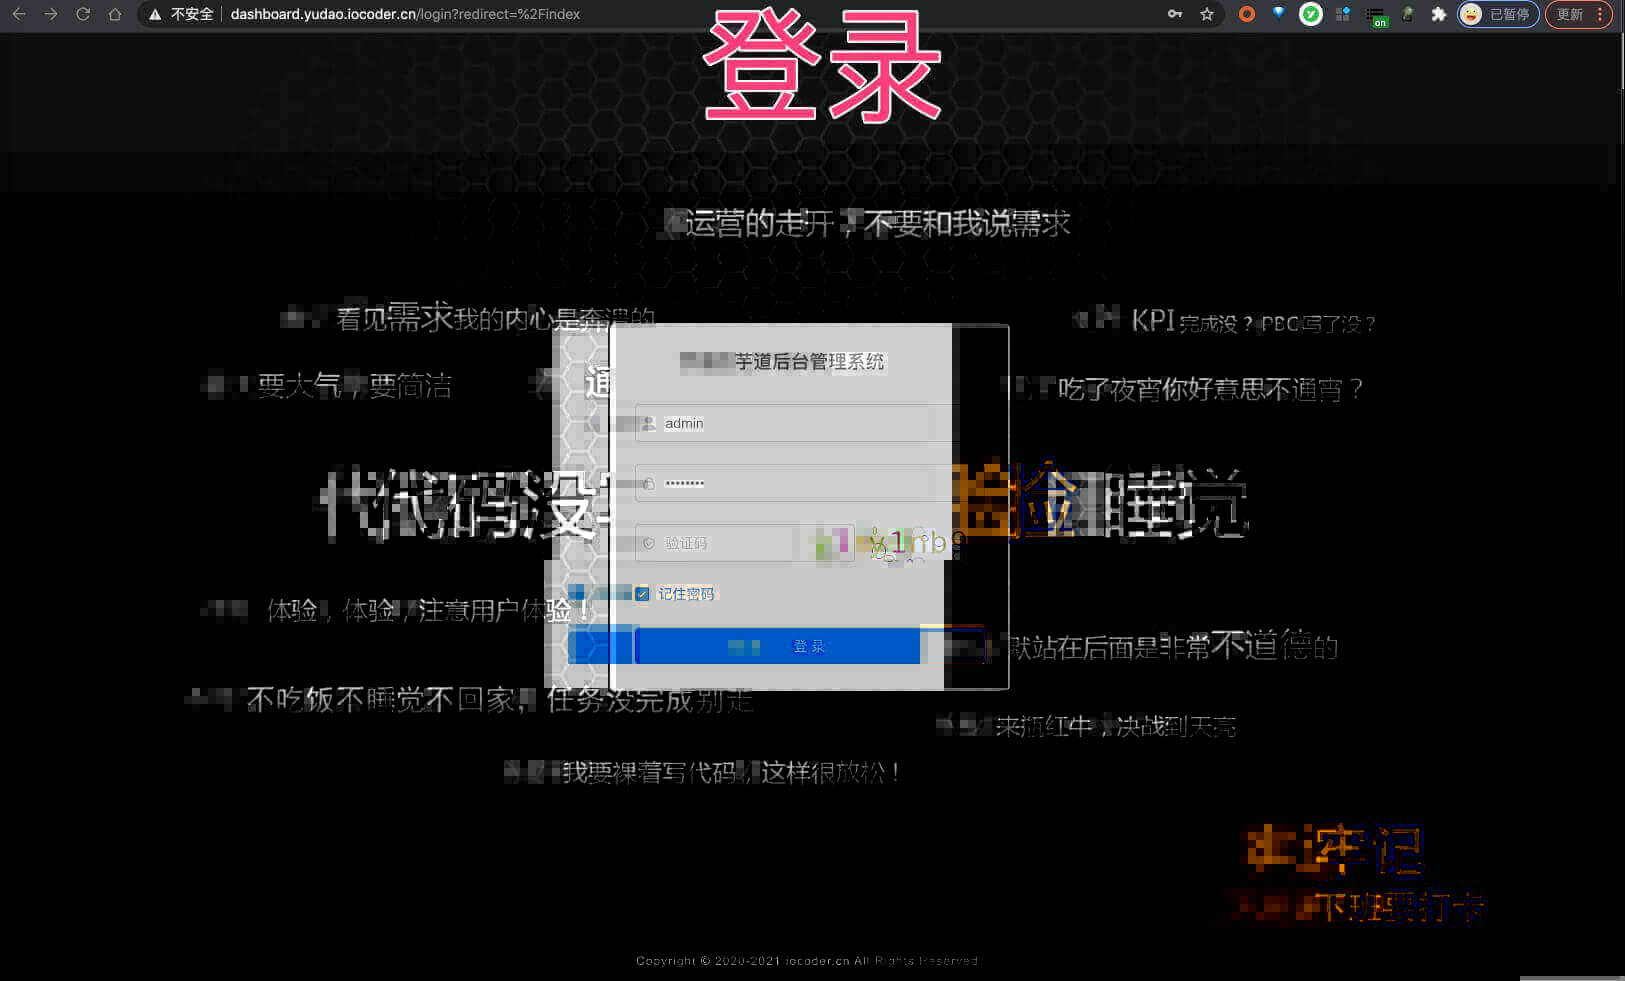 不安全 dashboard.yudao.iocoder.cn/login?redirect=%2Findex
on 已暂停 更新
登录
运营的走开，不要和我说需求
看见需求我的内心是奔溃的
KPI 完成没？PBC写了没？
芋道后台管理系统
要大气，要简洁
通
吃了夜宵你好意思不通宵？
admin
代码没
验 睡觉
验证码
记住密码
体验，体验，注意用户体验！
登 录
默站在后面是非常不道德的
不吃饭不睡觉不回家，任务没完成别走
来瓶红牛，决战到天亮
我要裸着写代码，这样很放松！
牢记
下班要打卡
Copyright © 2020-2021 iocoder.cn All Rights Reserved